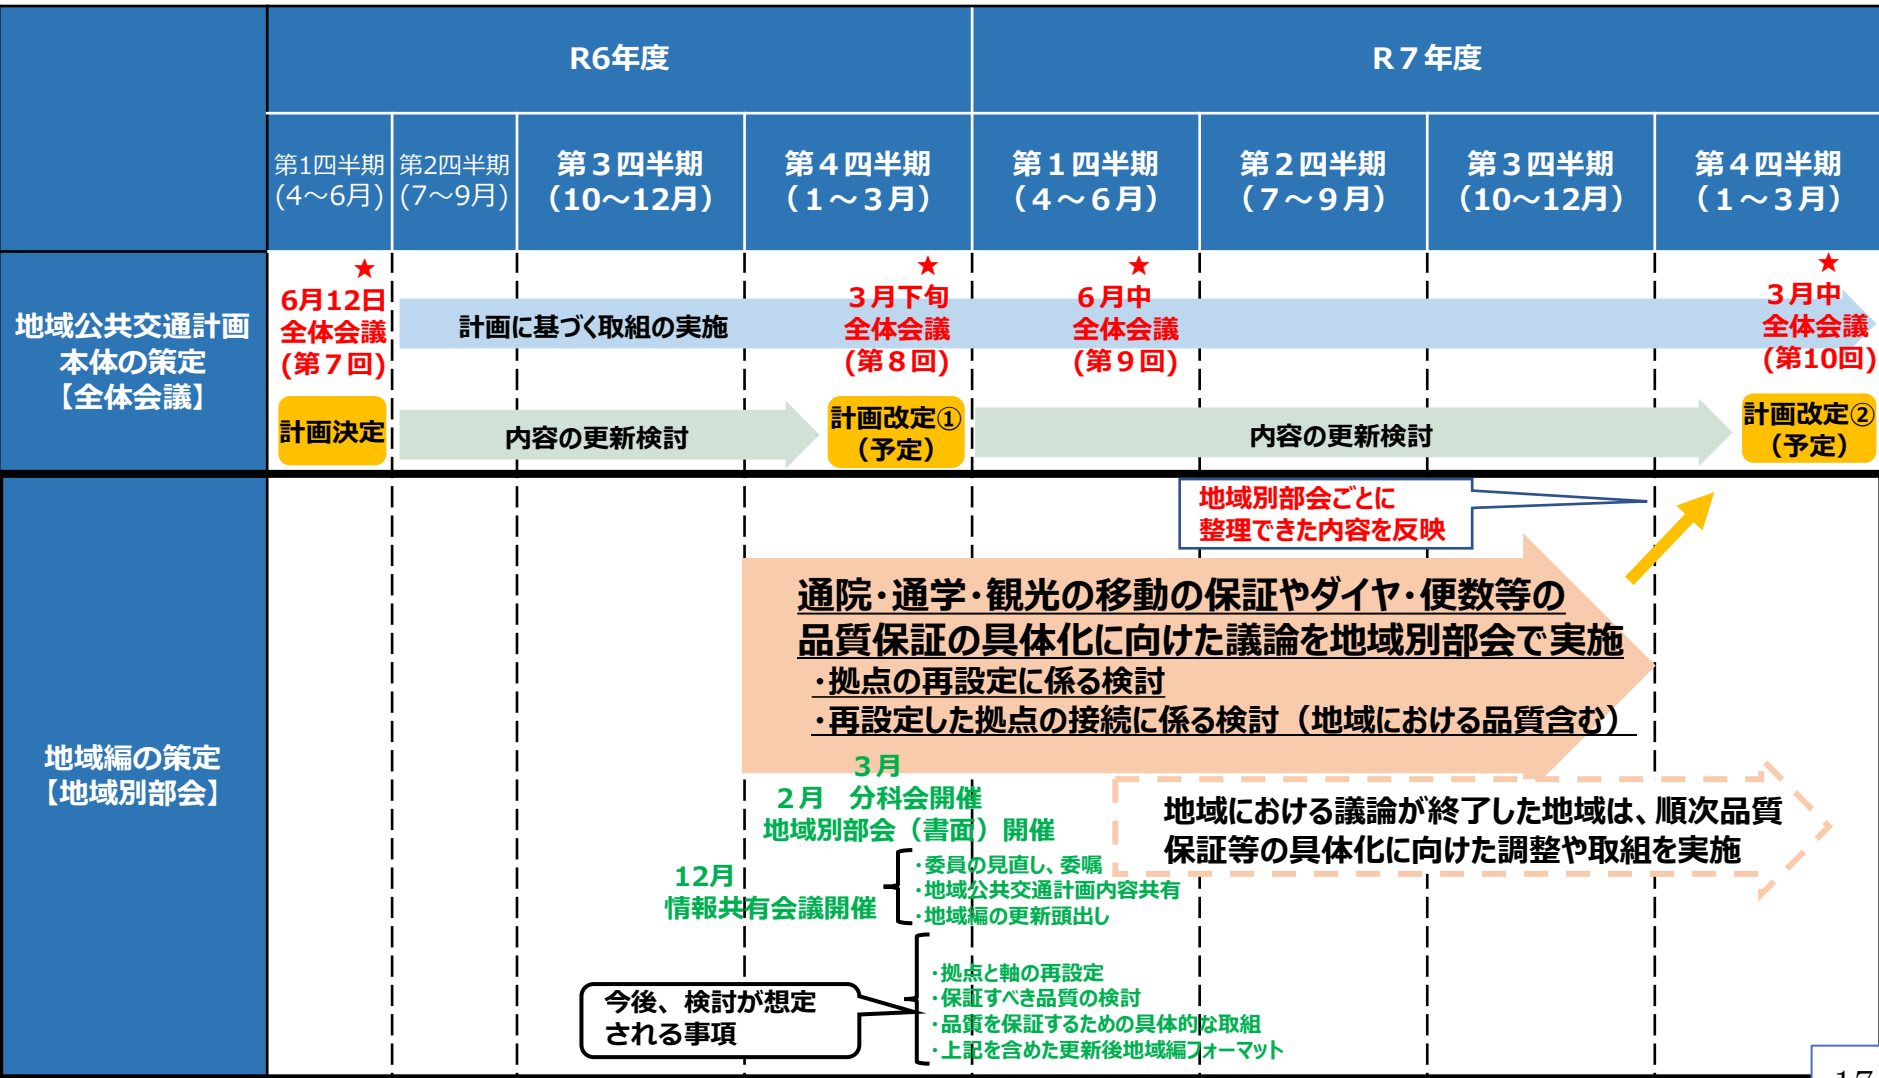 R6年度
R７年度
第1四半期
(4～6月)
第2四半期
(7～9月)
第３四半期
（10～12月）
第４四半期
（１～３月）
第１四半期
（４～６月）
第２四半期
（７～９月）
第３四半期
（10～12月）
第４四半期
（１～３月）
地域公共交通計画
本体の策定
【全体会議】
★
6月12日
全体会議
(第７回)
★
３月下旬
全体会議
(第８回)
★
６月中
全体会議
(第９回)
★
３月中
全体会議
(第10回)
計画に基づく取組の実施
計画決定
内容の更新検討
計画改定①
（予定）
内容の更新検討
計画改定②
（予定）
地域編の策定
【地域別部会】
地域別部会ごとに
整理できた内容を反映
通院・通学・観光の移動の保証やダイヤ・便数等の
品質保証の具体化に向けた議論を地域別部会で実施
・拠点の再設定に係る検討
・再設定した拠点の接続に係る検討（地域における品質含む）
３月
２月　分科会開催
地域別部会（書面）開催
12月
情報共有会議開催
・委員の見直し、委嘱
・地域公共交通計画内容共有
・地域編の更新頭出し
地域における議論が終了した地域は、順次品質
保証等の具体化に向けた調整や取組を実施
今後、検討が想定
される事項
・拠点と軸の再設定
・保証すべき品質の検討
・品質を保証するための具体的な取組
・上記を含めた更新後地域編フォーマット